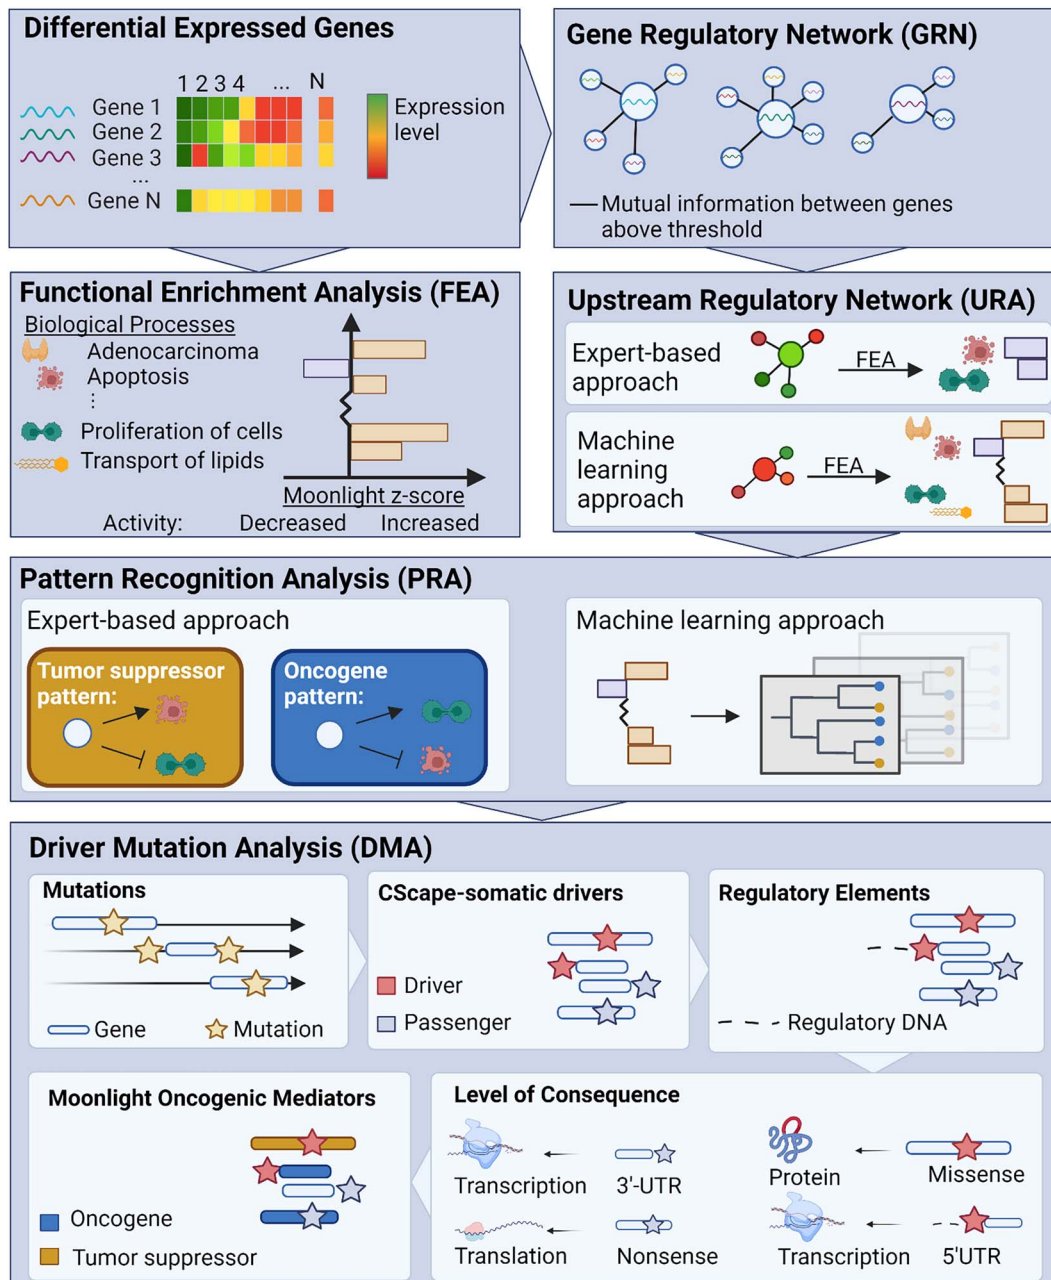 Differential Expressed Genes
1 2 3 4 ... N
Gene 1
Gene 2
Gene 3
...
Gene N
Expression
level
Gene Regulatory Network (GRN)
Mutual information between genes
above threshold
Functional Enrichment Analysis (FEA)
Biological Processes
Adenocarcinoma
Apoptosis
⋮
Proliferation of cells
Transport of lipids
Moonlight z-score
Activity: Decreased Increased
Upstream Regulatory Network (URA)
Expert-based
approach
FEA
Machine
learning
approach
FEA
Pattern Recognition Analysis (PRA)
Expert-based approach
Tumor suppressor
pattern:
Oncogene
pattern:
Machine learning approach
Driver Mutation Analysis (DMA)
Mutations
Gene
Mutation
CScape-somatic drivers
Driver
Passenger
Regulatory Elements
Regulatory DNA
Moonlight Oncogenic Mediators
Oncogene
Tumor suppressor
Level of Consequence
Transcription
3'-UTR
Protein
Missense
Translation
Nonsense
Transcription
5'UTR